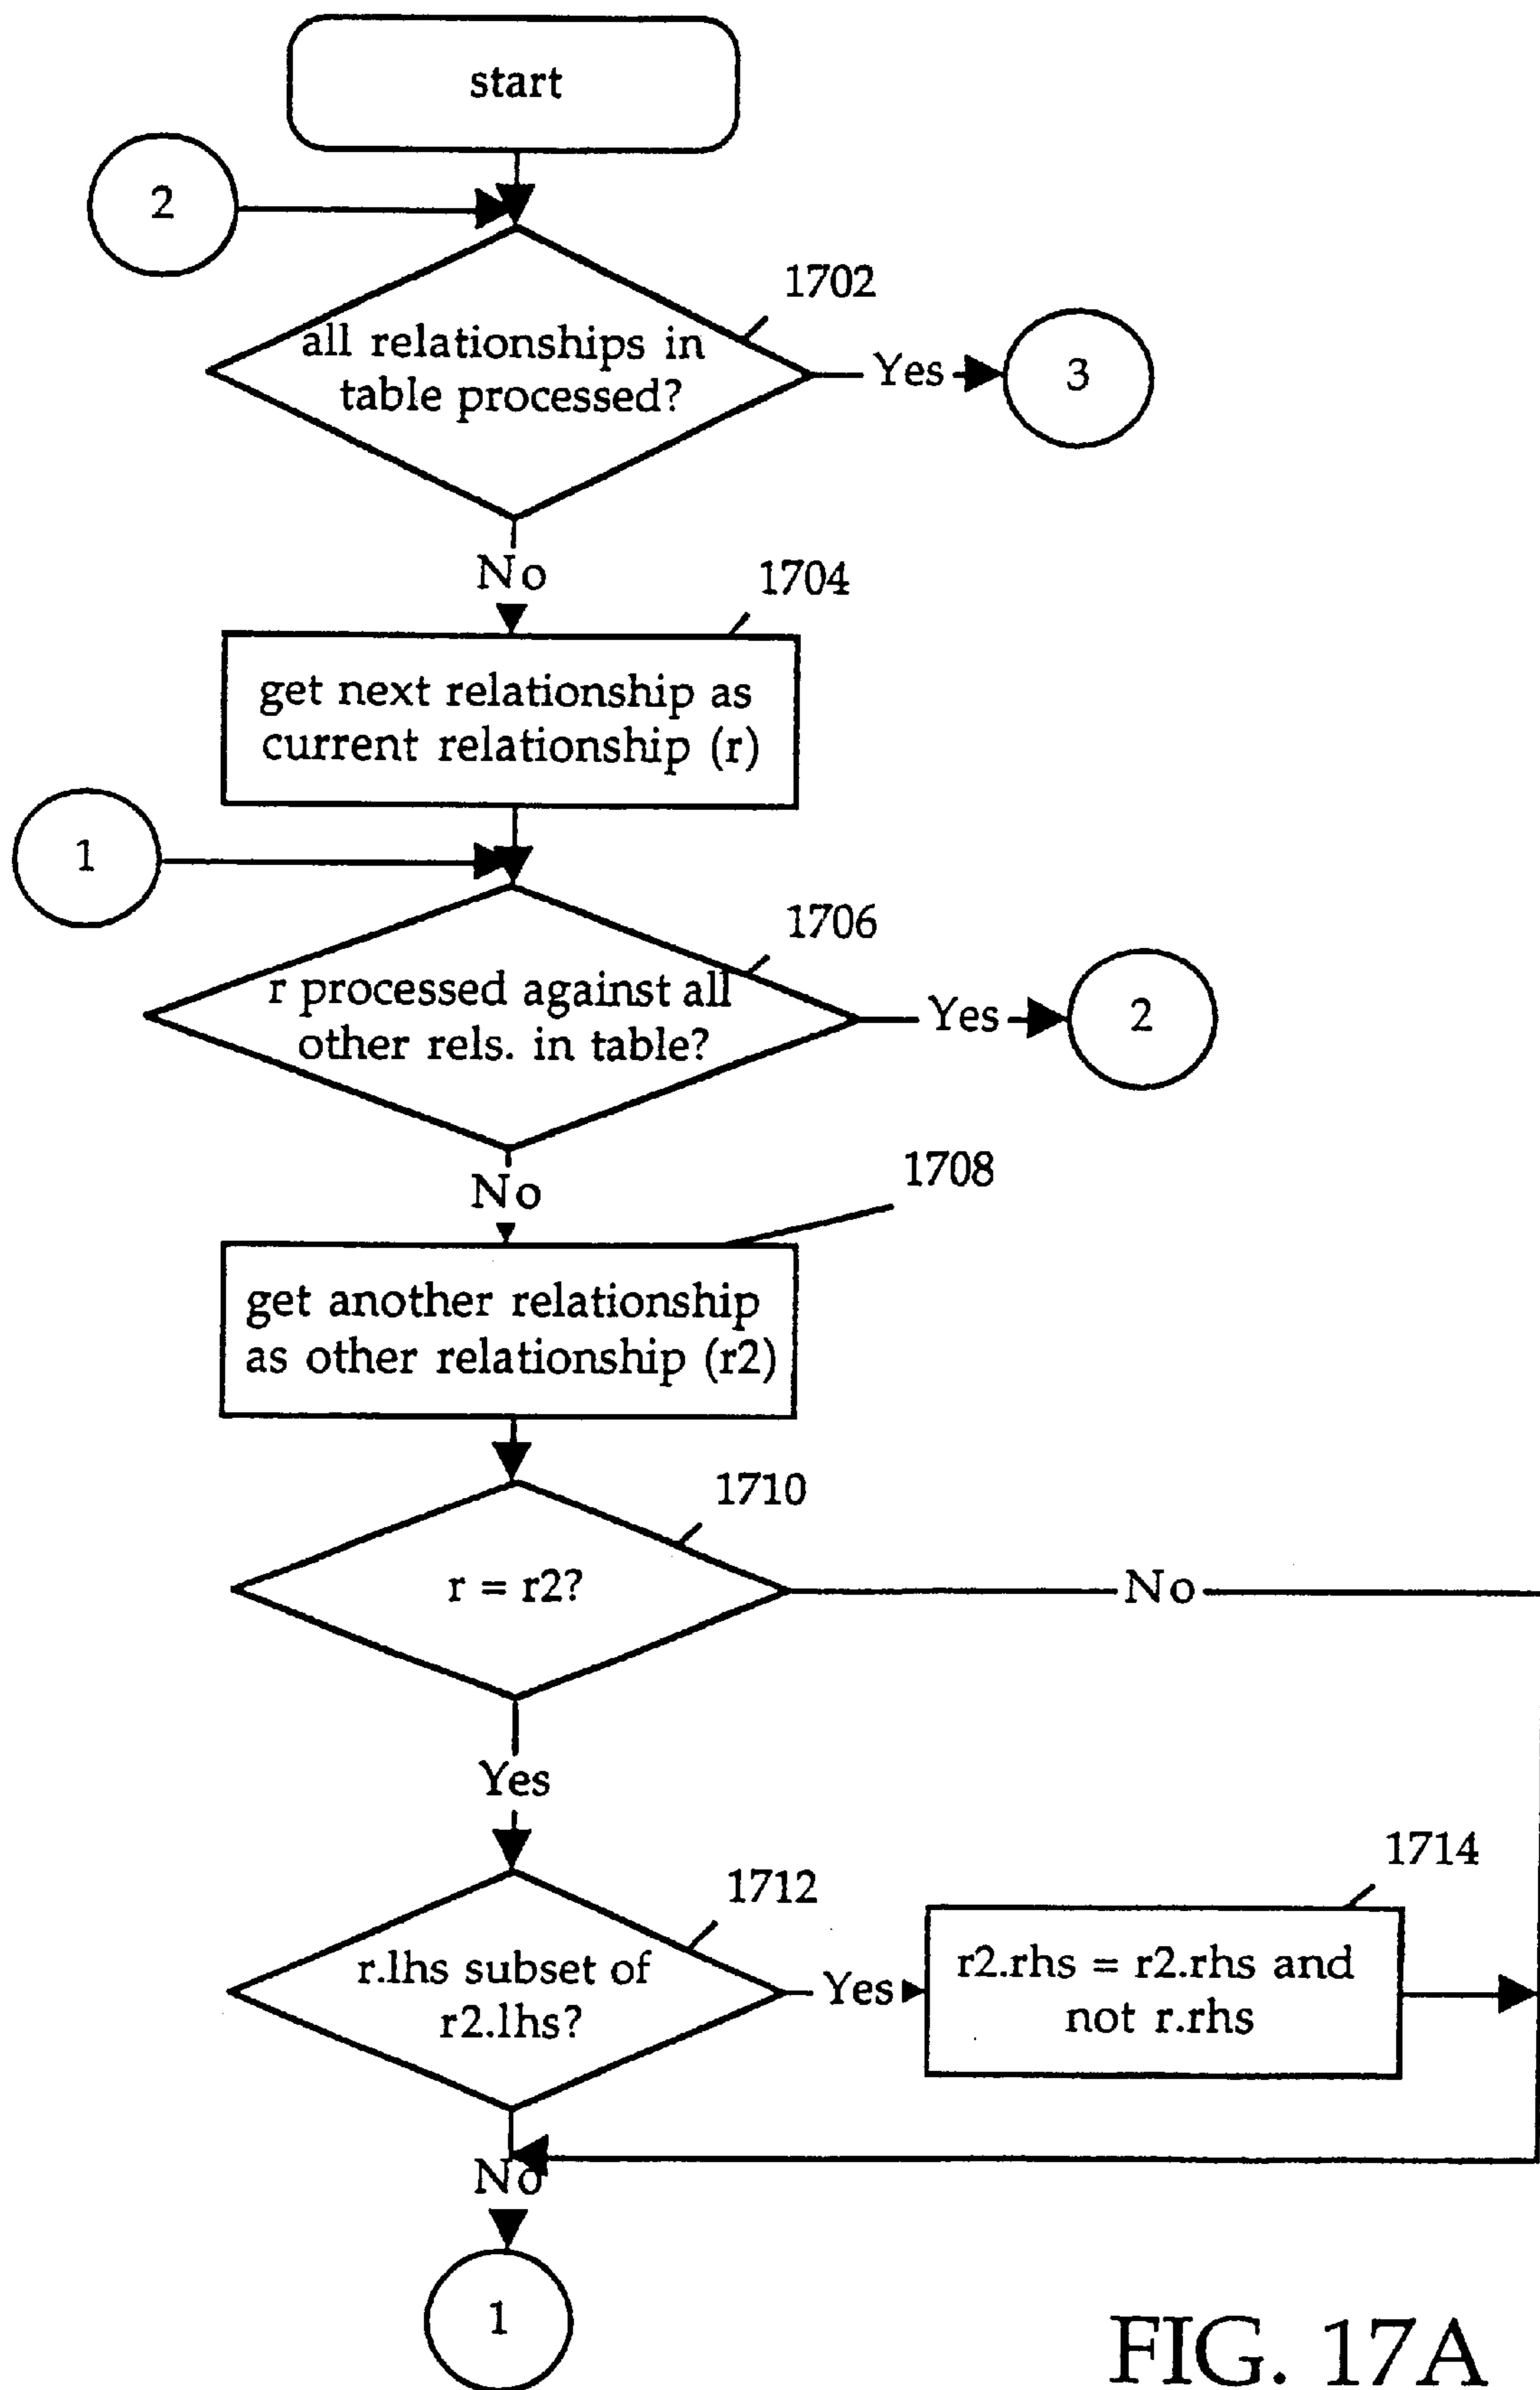 start
2
1702
all relationships in
table processed?
Yes
3
No
1704
get next relationship as
current relationship (r)
1
1706
r processed against all
other rels. in table?
Yes
2
No
1708
get another relationship
as other relationship (r2)
1710
r = r2?
No
Yes
1712
r.lhs subset of
r2.lhs?
Yes
1714
r2.rhs = r2.rhs and
not r.rhs
No
1
FIG. 17A